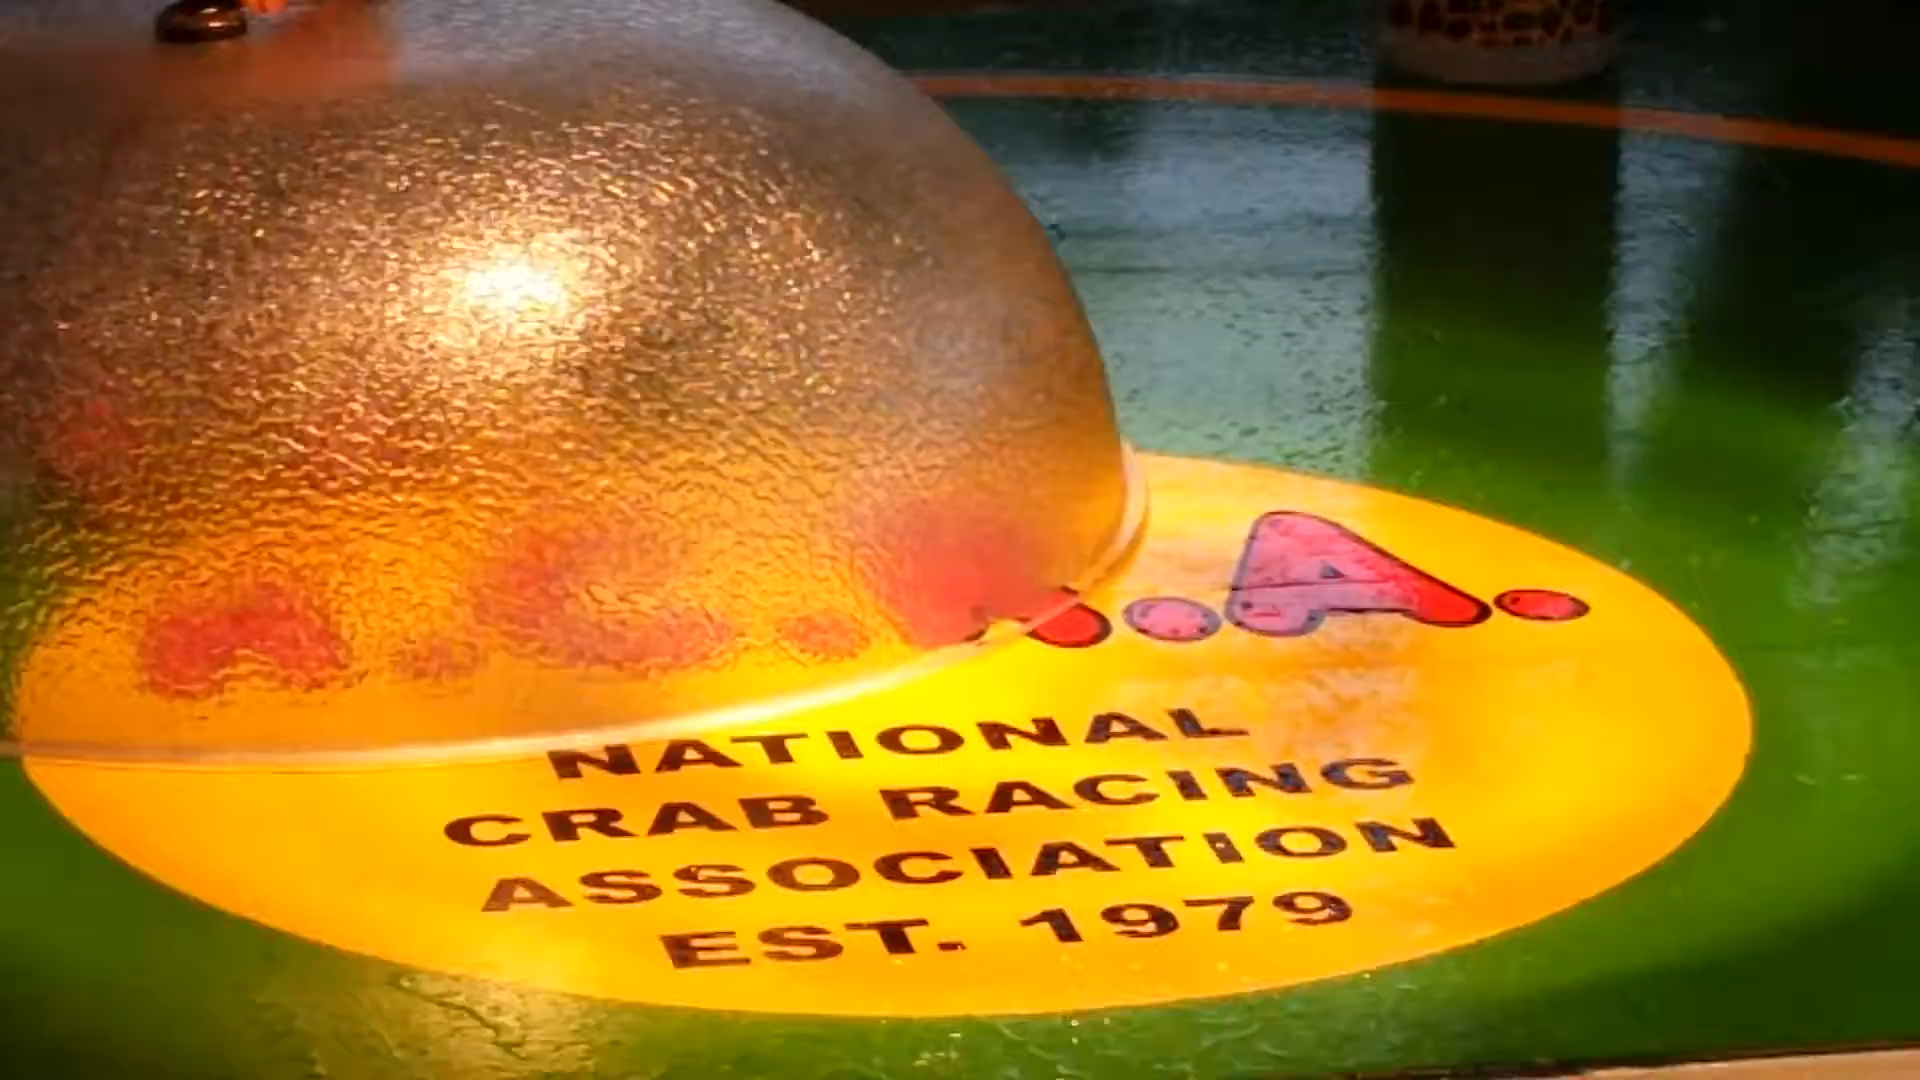 A.
NATIONAL
CRAB RACING
ASSOCIATION
EST. 1979